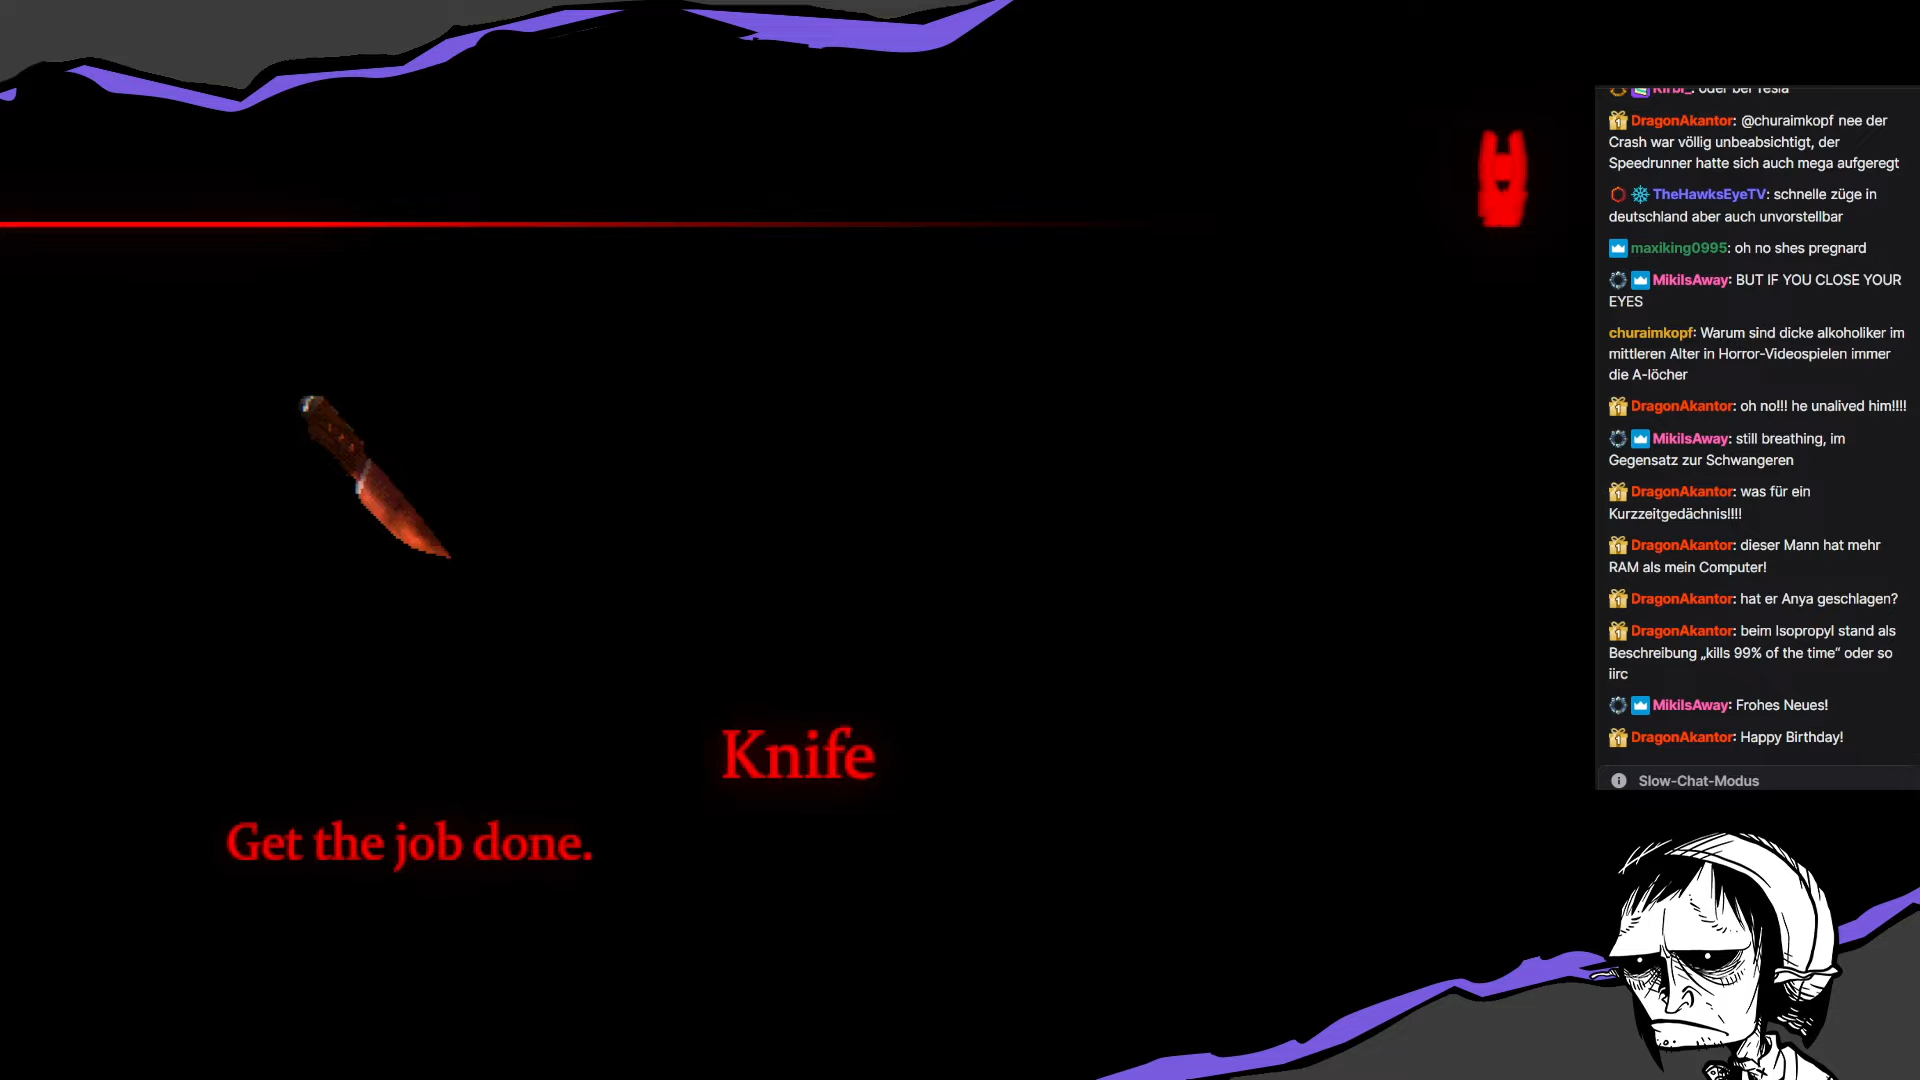 Kirbl_: oder bei Tesla
DragonAkantor: @churaimkopf nee der
Crash war völlig unbeabsichtigt, der
Speedrunner hatte sich auch mega aufgeregt
TheHawksEyeTV: schnelle züge in
deutschland aber auch unvorstellbar
maxiking0995: oh no shes pregnard
MikiIsAway: BUT IF YOU CLOSE YOUR
EYES
churaimkopf: Warum sind dicke alkoholiker im
mittleren Alter in Horror-Videospielen immer
die A-löcher
DragonAkantor: oh no!!! he unalived him!!!!
MikiIsAway: still breathing, im
Gegensatz zur Schwangeren
DragonAkantor: was für ein
Kurzzeitgedächnis!!!!
DragonAkantor: dieser Mann hat mehr
RAM als mein Computer!
DragonAkantor: hat er Anya geschlagen?
DragonAkantor: beim Isopropyl stand als
Beschreibung „kills 99% of the time“ oder so
iirc
MikiIsAway: Frohes Neues!
DragonAkantor: Happy Birthday!
Slow-Chat-Modus
Knife
Get the job done.